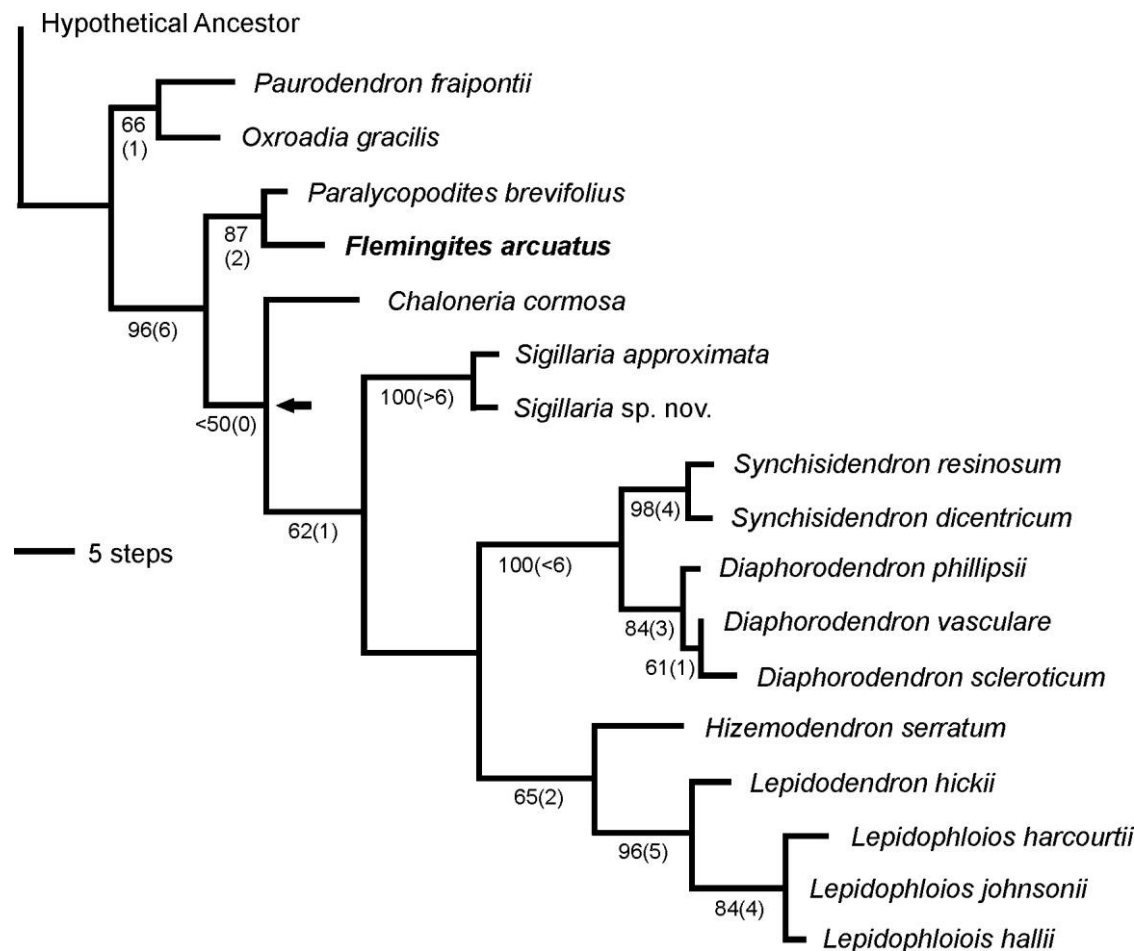 Hypothetical Ancestor
Paurodendron fraipontii
66
(1)
Oxroadia gracilis
Paralycopodites brevifolius
87
(2)
Flemingites arcuatus
Chaloneria cormosa
96(6)
Sigillaria approximata
100(>6)
Sigillaria sp. nov.
<50(0)
Synchisidendron resinosum
98(4)
Synchisidendron dicentricum
62(1)
5 steps
100(<6)
Diaphorodendron phillipsii
Diaphorodendron vasculare
84(3)
61(1)
Diaphorodendron scleroticum
Hizemodendron serratum
Lepidodendron hickii
65(2)
Lepidophloios harcourtii
96(5)
Lepidophloios johnsonii
84(4)
Lepidophloiois hallii